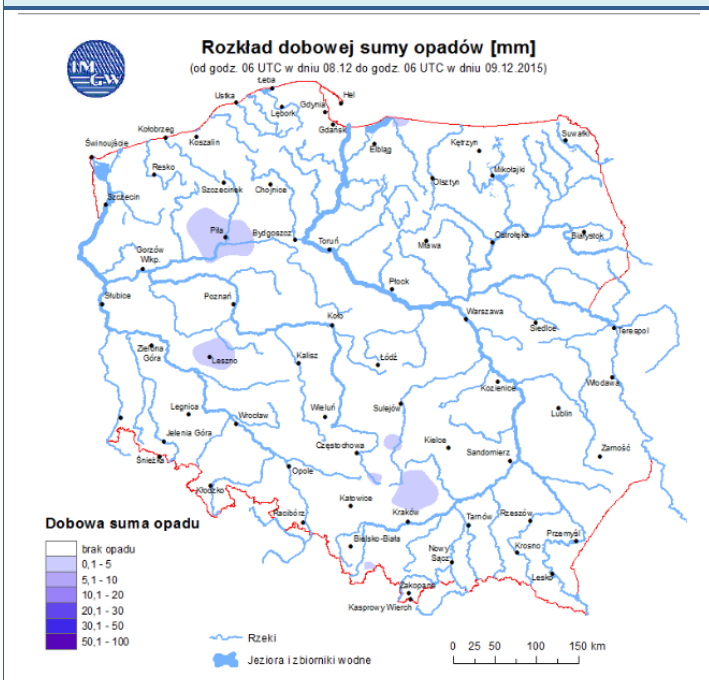 Rozkład dobowej sumy opadów [mm]
(od godz. 06 UTC w dniu 08.12 do godz. 06 UTC w dniu 09.12.2015)
IM
GW
Łeba
Ustka
Hel
Gdynia
Lębork
Gdańsk
Kołobrzeg
Koszalin
Suwałki
Świnoujście
Elbląg
Kętrzyn
Resko
Mikołajki
Szczecinek
Chojnice
Olsztyn
Szczecin
Piła
Bydgoszcz
Toruń
Mława
Ostrołęka
Białystok
Gorzów
Wkp.
Płock
Słubice
Poznań
Warszawa
Koło
Siedlce
Terespol
Zielona
Góra
Leszno
Kalisz
Łódź
Kozienice
Włodawa
Legnica
Wieluń
Sulejów
Lublin
Wrocław
Jelenia Góra
Częstochowa
Kielce
Sandomierz
Zamość
Śnieżka
Opole
Kłodzko
Katowice
Racibórz
Kraków
Tarnów
Rzeszów
Przemyśl
Bielsko-Biała
Nowy
Sącz
Krosno
Lesko
Zakopane
Kasprowy Wierch
Dobowa suma opadu
brak opadu
0,1 - 5
5,1 - 10
10,1 - 20
20,1 - 30
30,1 - 50
50,1 - 100
Rzeki
Jeziora i zbiorniki wodne
0 25 50 100 150 km